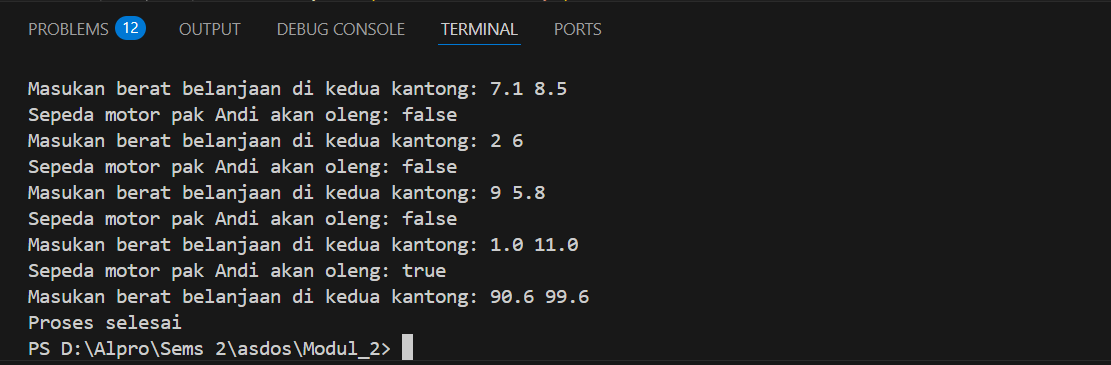 PROBLEMS 12 OUTPUT DEBUG CONSOLE TERMINAL PORTS
Masukan berat belanjaan di kedua kantong: 7.1 8.5
Sepeda motor pak Andi akan oleng: false
Masukan berat belanjaan di kedua kantong: 2 6
Sepeda motor pak Andi akan oleng: false
Masukan berat belanjaan di kedua kantong: 9 5.8
Sepeda motor pak Andi akan oleng: false
Masukan berat belanjaan di kedua kantong: 1.0 11.0
Sepeda motor pak Andi akan oleng: true
Masukan berat belanjaan di kedua kantong: 90.6 99.6
Proses selesai
PS D:\Alpro\Sems 2\asdos\Modul_2>